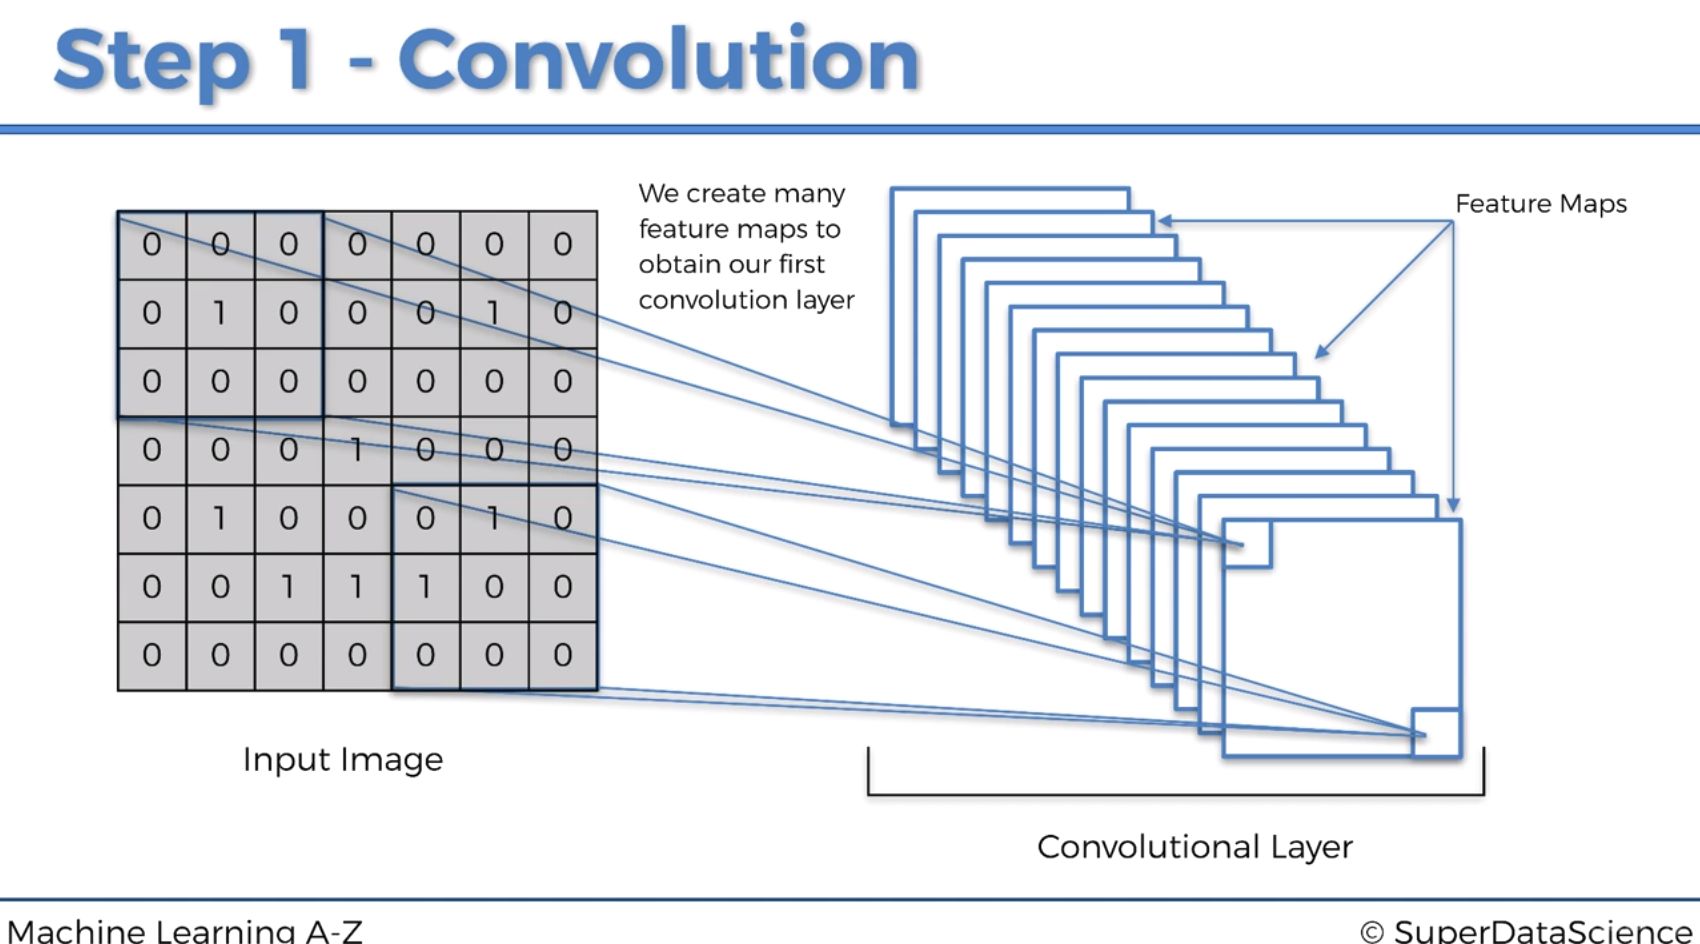 Step 1 - Convolution
We create many
feature maps to
obtain our first
convolution layer
Feature Maps
0 0 0 0 0 0 0
0 1 0 0 0 1 0
0 0 0 0 0 0 0
0 0 0 1 0 0 0
0 1 0 0 0 1 0
0 0 1 1 1 0 0
0 0 0 0 0 0 0
Input Image
Convolutional Layer
Machine Learning A-Z
© SuperDataScience